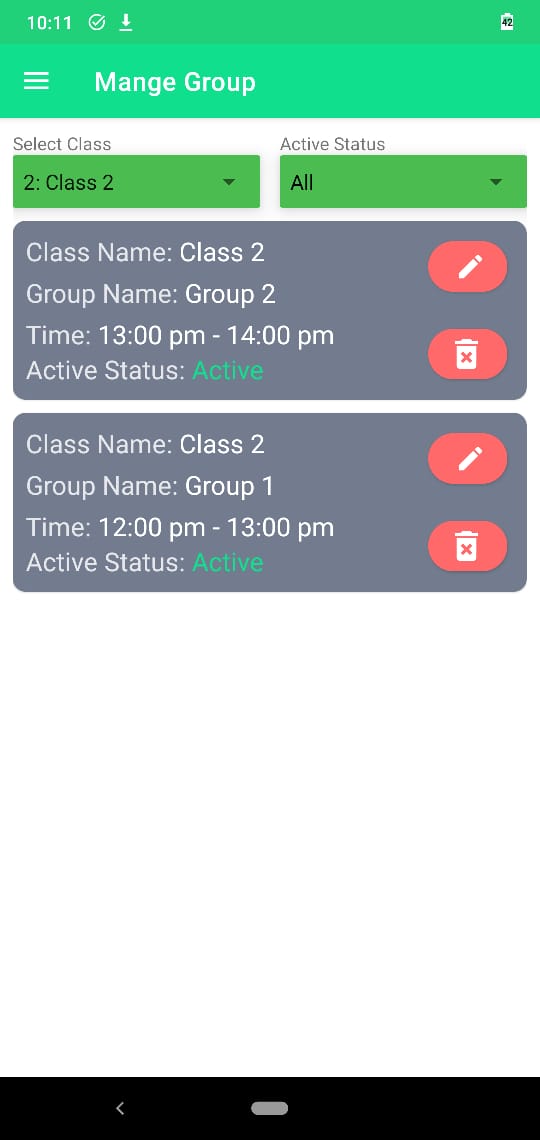 10:11
42
Mange Group
Select Class
Active Status
2: Class 2
All
Class Name: Class 2
Group Name: Group 2
Time: 13:00 pm - 14:00 pm
Active Status: Active
Class Name: Class 2
Group Name: Group 1
Time: 12:00 pm - 13:00 pm
Active Status: Active